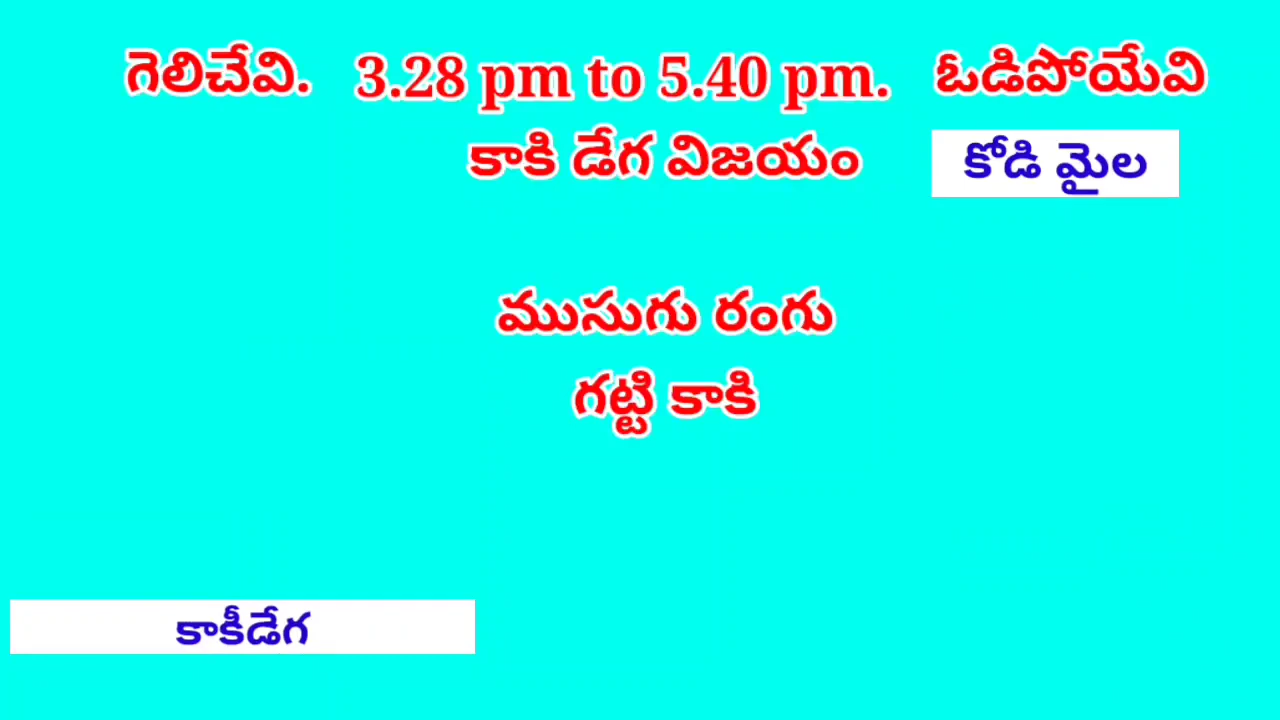 గెలిచేవి. 3.28 pm to 5.40 pm. ఓడిపోయేవి
కాకి డేగ విజయం
కోడి మైల
ముసుగు రంగు
గట్టి కాకి
కాకీడేగ